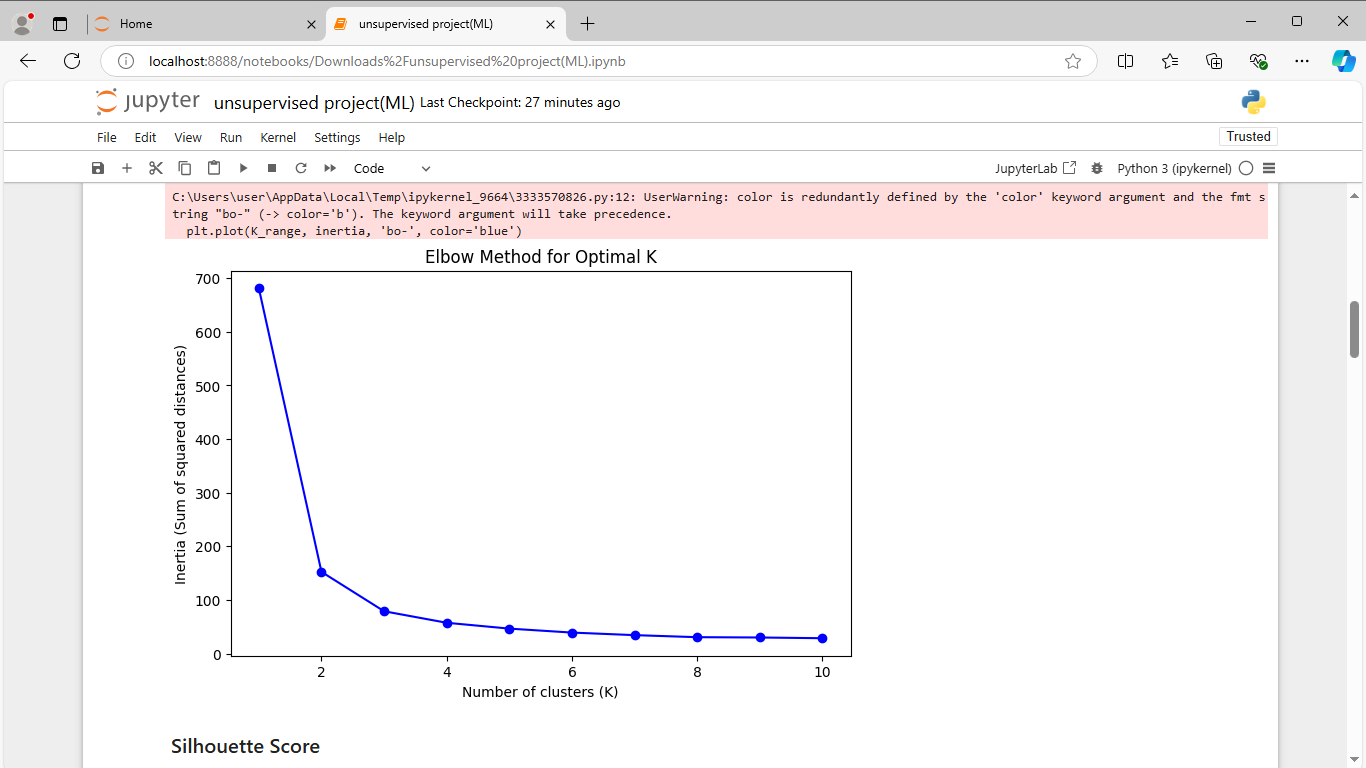 Home
unsupervised project(ML)
localhost:8888/notebooks/Downloads%2Funsupervised%20project(ML).ipynb
jupyter unsupervised project(ML) Last Checkpoint: 27 minutes ago
File Edit View Run Kernel Settings Help
Trusted
Code
JupyterLab
Python 3 (ipykernel)
C:\Users\user\AppData\Local\Temp\ipykernel_9664\3333570826.py:12: UserWarning: color is redundantly defined by the 'color' keyword argument and the fmt s
tring "bo-" (-> color='b'). The keyword argument will take precedence.
plt.plot(K_range, inertia, 'bo-', color='blue')
Elbow Method for Optimal K
700
600
500
400
300
200
100
0
Inertia (Sum of squared distances)
2 4 6 8 10
Number of clusters (K)
Silhouette Score